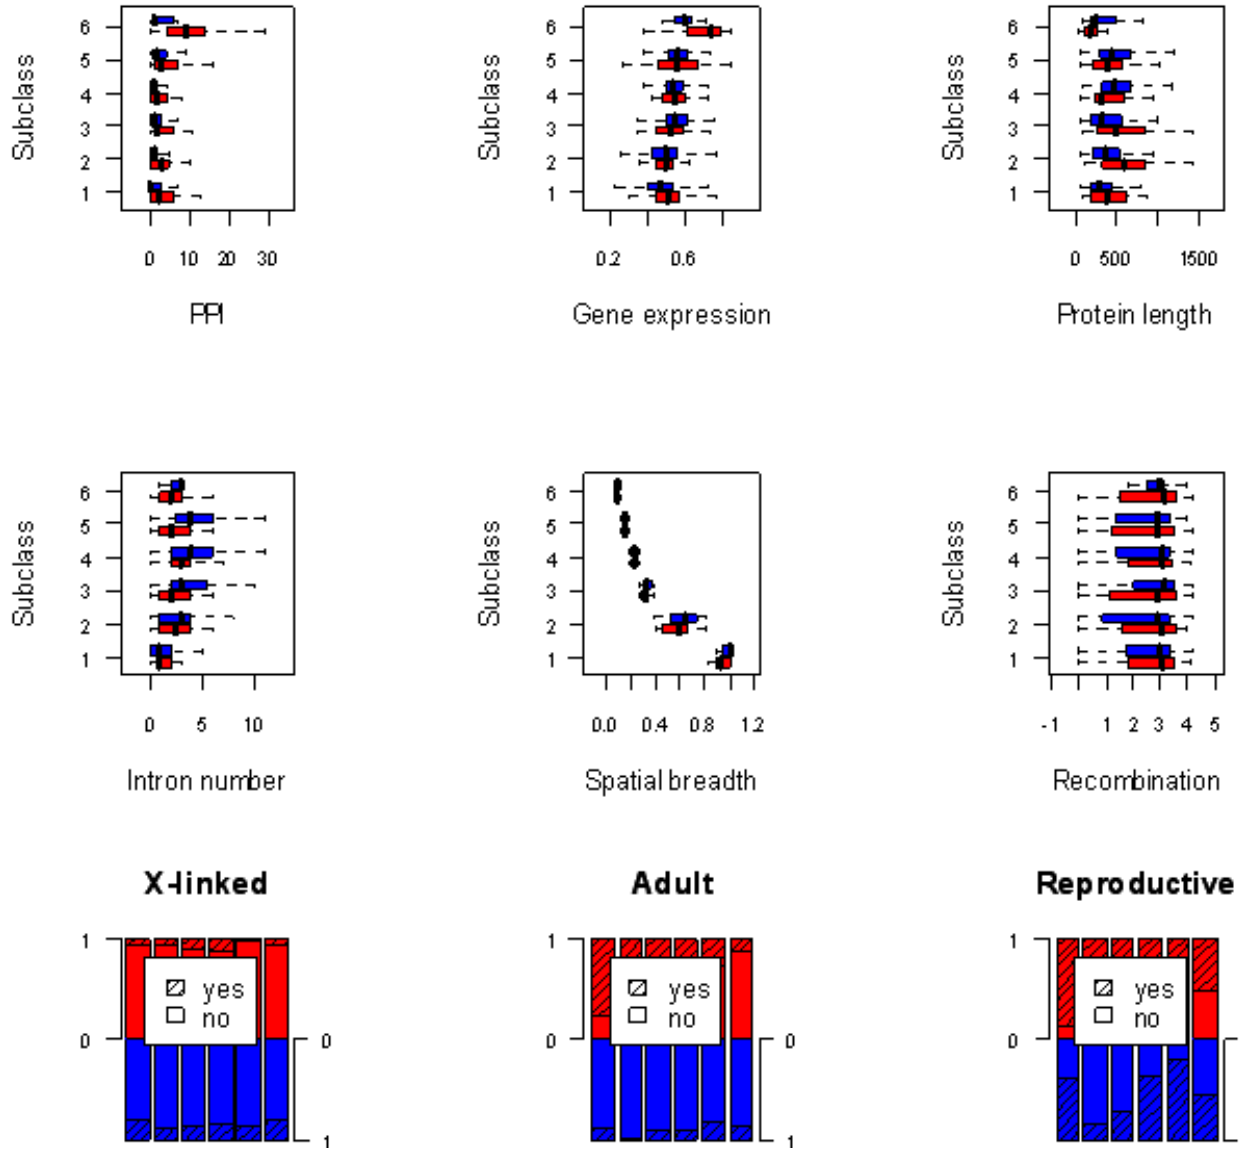 Subclass
6
5
4
3
2
1
0 10 20 30
PPI
Subclass
6
5
4
3
2
1
0.2 0.6
Gene expression
Subclass
6
5
4
3
2
1
0 500 1500
Protein length
Subclass
6
5
4
3
2
1
0 5 10
Intron number
Subclass
6
5
4
3
2
1
0.0 0.4 0.8 1.2
Spatial breadth
Subclass
6
5
4
3
2
1
-1 1 2 3 4 5
Recombination
X-linked
1
0
yes
no
0
1
Adult
1
0
yes
no
0
1
Reproductive
1
0
yes
no